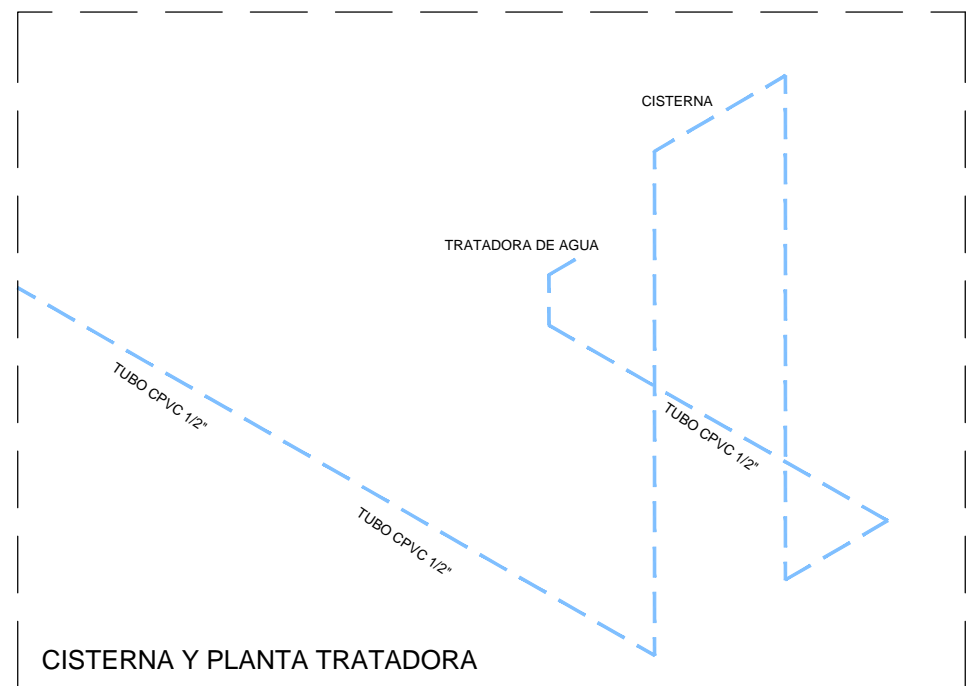 CISTERNA
TRATADORA DE AGUA
TUBO CPVC 1/2"
TUBO CPVC 1/2"
TUBO CPVC 1/2"
CISTERNA Y PLANTA TRATADORA